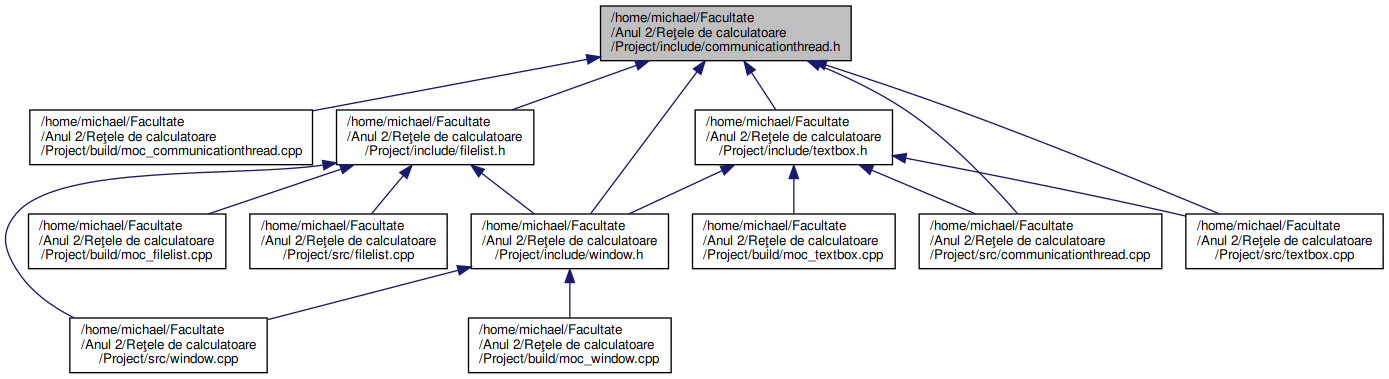 /home/michael/Facultate
/Anul 2/Reţele de calculatoare
/Project/include/communicationthread.h
/home/michael/Facultate
/Anul 2/Reţele de calculatoare
/Project/build/moc_communicationthread.cpp
/home/michael/Facultate
/Anul 2/Reţele de calculatoare
/Project/include/filelist.h
/home/michael/Facultate
/Anul 2/Reţele de calculatoare
/Project/include/textbox.h
/home/michael/Facultate
/Anul 2/Reţele de calculatoare
/Project/build/moc_filelist.cpp
/home/michael/Facultate
/Anul 2/Reţele de calculatoare
/Project/src/filelist.cpp
/home/michael/Facultate
/Anul 2/Reţele de calculatoare
/Project/include/window.h
/home/michael/Facultate
/Anul 2/Reţele de calculatoare
/Project/build/moc_textbox.cpp
/home/michael/Facultate
/Anul 2/Reţele de calculatoare
/Project/src/communicationthread.cpp
/home/michael/Facultate
/Anul 2/Reţele de calculatoare
/Project/src/textbox.cpp
/home/michael/Facultate
/Anul 2/Reţele de calculatoare
/Project/src/window.cpp
/home/michael/Facultate
/Anul 2/Reţele de calculatoare
/Project/build/moc_window.cpp